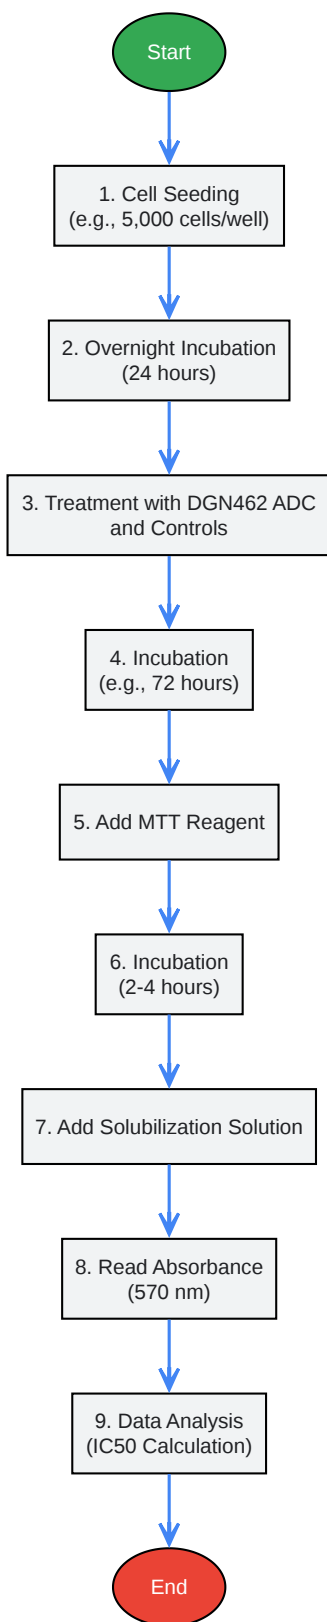 Start
1. Cell Seeding
(e.g., 5,000 cells/well)
2. Overnight Incubation
(24 hours)
3. Treatment with DGN462 ADC
and Controls
4. Incubation
(e.g., 72 hours)
5. Add MTT Reagent
6. Incubation
(2-4 hours)
7. Add Solubilization Solution
8. Read Absorbance
(570 nm)
9. Data Analysis
(IC50 Calculation)
End